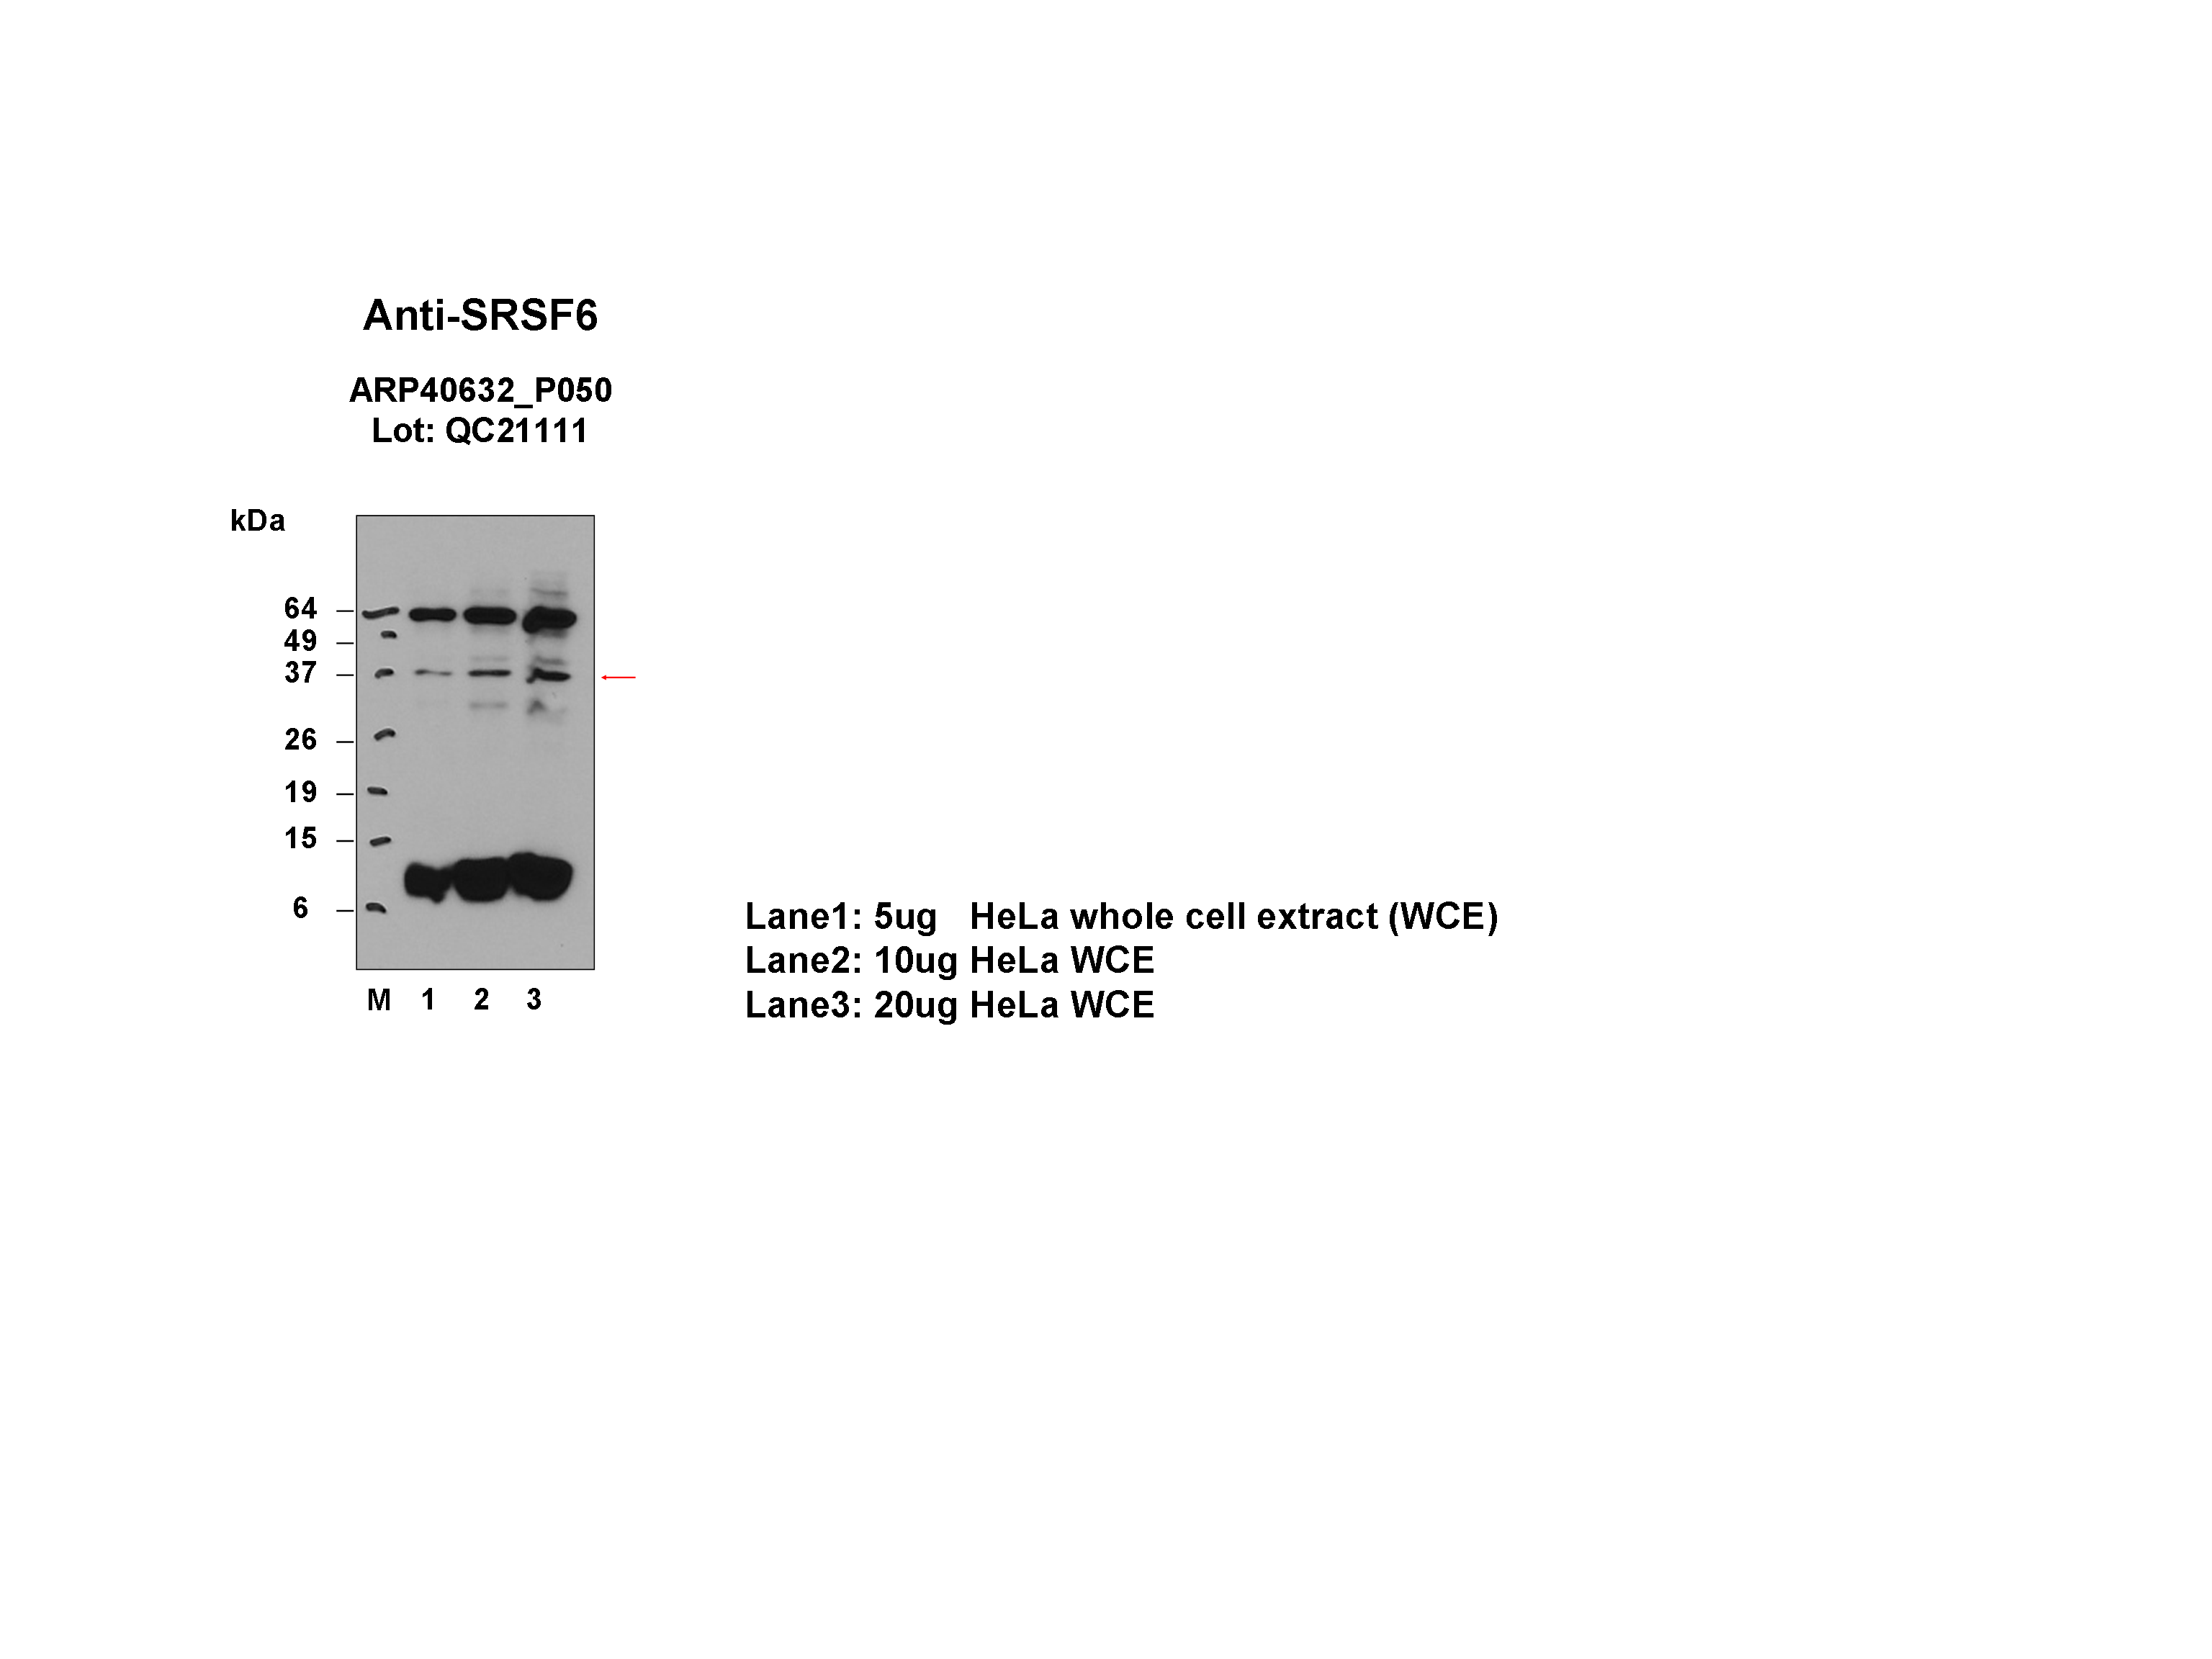 Anti-SRSF6
ARP40632_P050
Lot: QC21111
kDa
64
49
37
26
19
15
6
M 1 2 3
Lane1: 5ug HeLa whole cell extract (WCE)
Lane2: 10ug HeLa WCE
Lane3: 20ug HeLa WCE